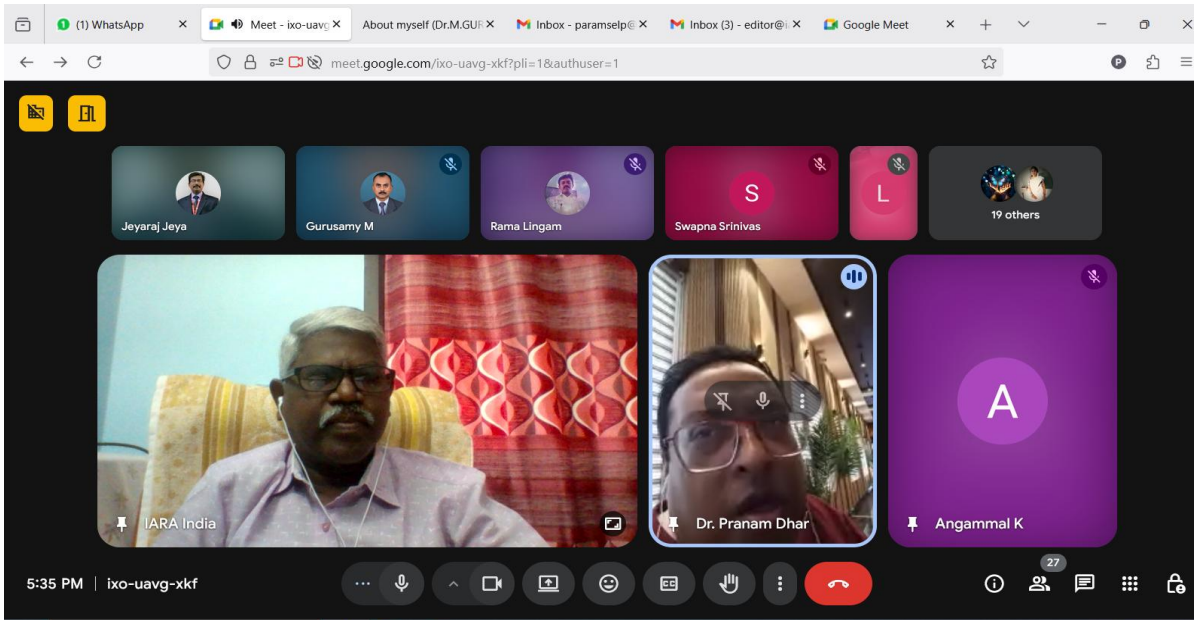 (1) WhatsApp
Meet - ixo-uavg
About myself (Dr.M.GUR
Inbox - paramselp@
Inbox (3) - editor@i
Google Meet
meet.google.com/ixo-uavg-xkf?pli=1&authuser=1
P
Jeyaraj Jeya
Gurusamy M
Rama Lingam
S
Swapna Srinivas
L
19 others
IARA India
Dr. Pranam Dhar
A
Angammal K
5:35 PM | ixo-uavg-xkf
CC
27